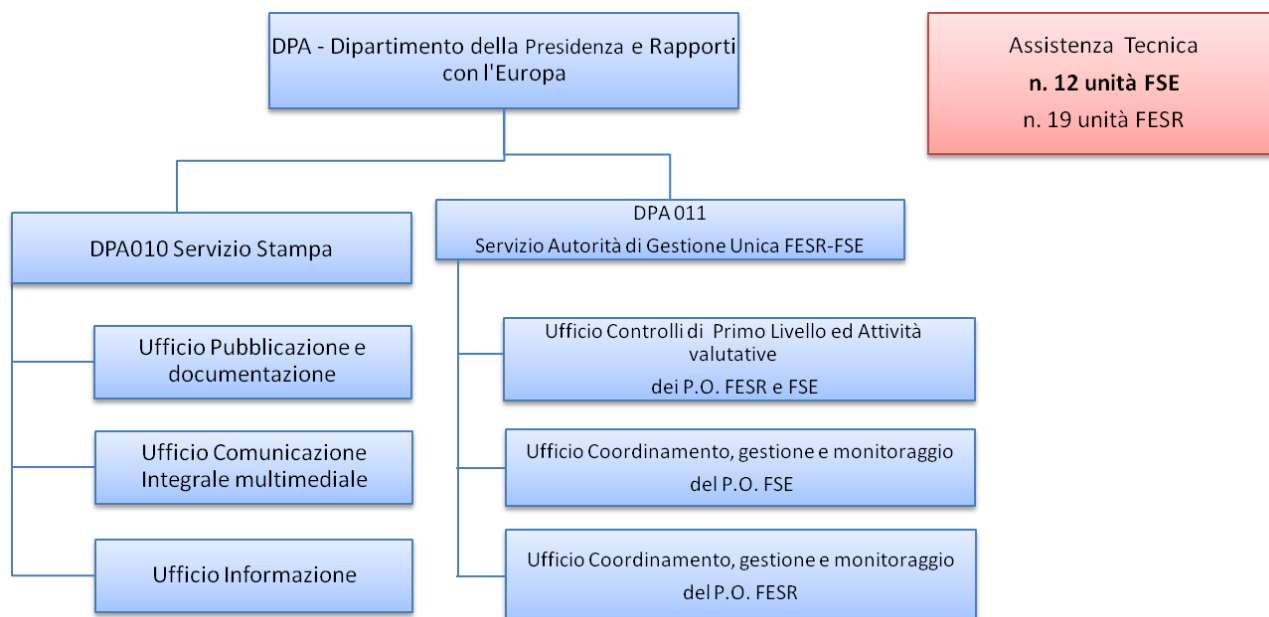 DPA - Dipartimento della Presidenza e Rapporti
con l'Europa
Assistenza Tecnica
n. 12 unità FSE
n. 19 unità FESR
DPA010 Servizio Stampa
Ufficio Pubblicazione e
documentazione
Ufficio Comunicazione
Integrale multimediale
Ufficio Informazione
DPA 011
Servizio Autorità di Gestione Unica FESR-FSE
Ufficio Controlli di Primo Livello ed Attività
valutative
dei P.O. FESR e FSE
Ufficio Coordinamento, gestione e monitoraggio
del P.O. FSE
Ufficio Coordinamento, gestione e monitoraggio
del P.O. FESR